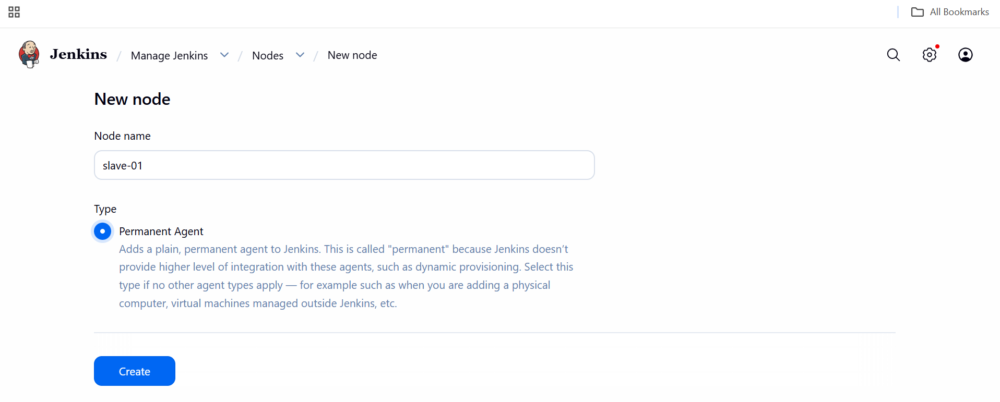 All Bookmarks
Jenkins / Manage Jenkins / Nodes / New node
New node
Node name
slave-01
Type
Permanent Agent
Adds a plain, permanent agent to Jenkins. This is called "permanent" because Jenkins doesn’t
provide higher level of integration with these agents, such as dynamic provisioning. Select this
type if no other agent types apply — for example such as when you are adding a physical
computer, virtual machines managed outside Jenkins, etc.
Create